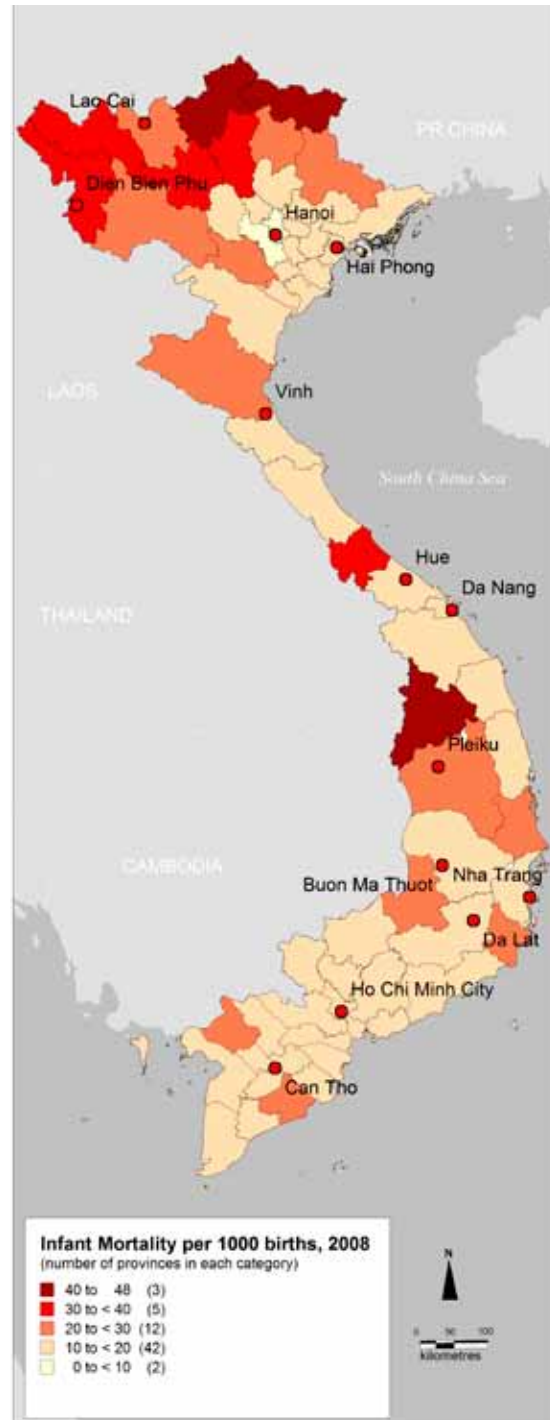 Lao Cai
PR CHINA
Dien Bien Phu
Hanoi
Hai Phong
LAOS
Vinh
South China Sea
Hue
Da Nang
THAILAND
Pleiku
CAMBODIA
Nha Trang
Buon Ma Thuot
Da Lat
Ho Chi Minh City
Can Tho
Infant Mortality per 1000 births, 2008
(number of provinces in each category)
40 to 48 (3)
30 to < 40 (5)
20 to < 30 (12)
10 to < 20 (42)
0 to < 10 (2)
N
0 50 100
kilometres